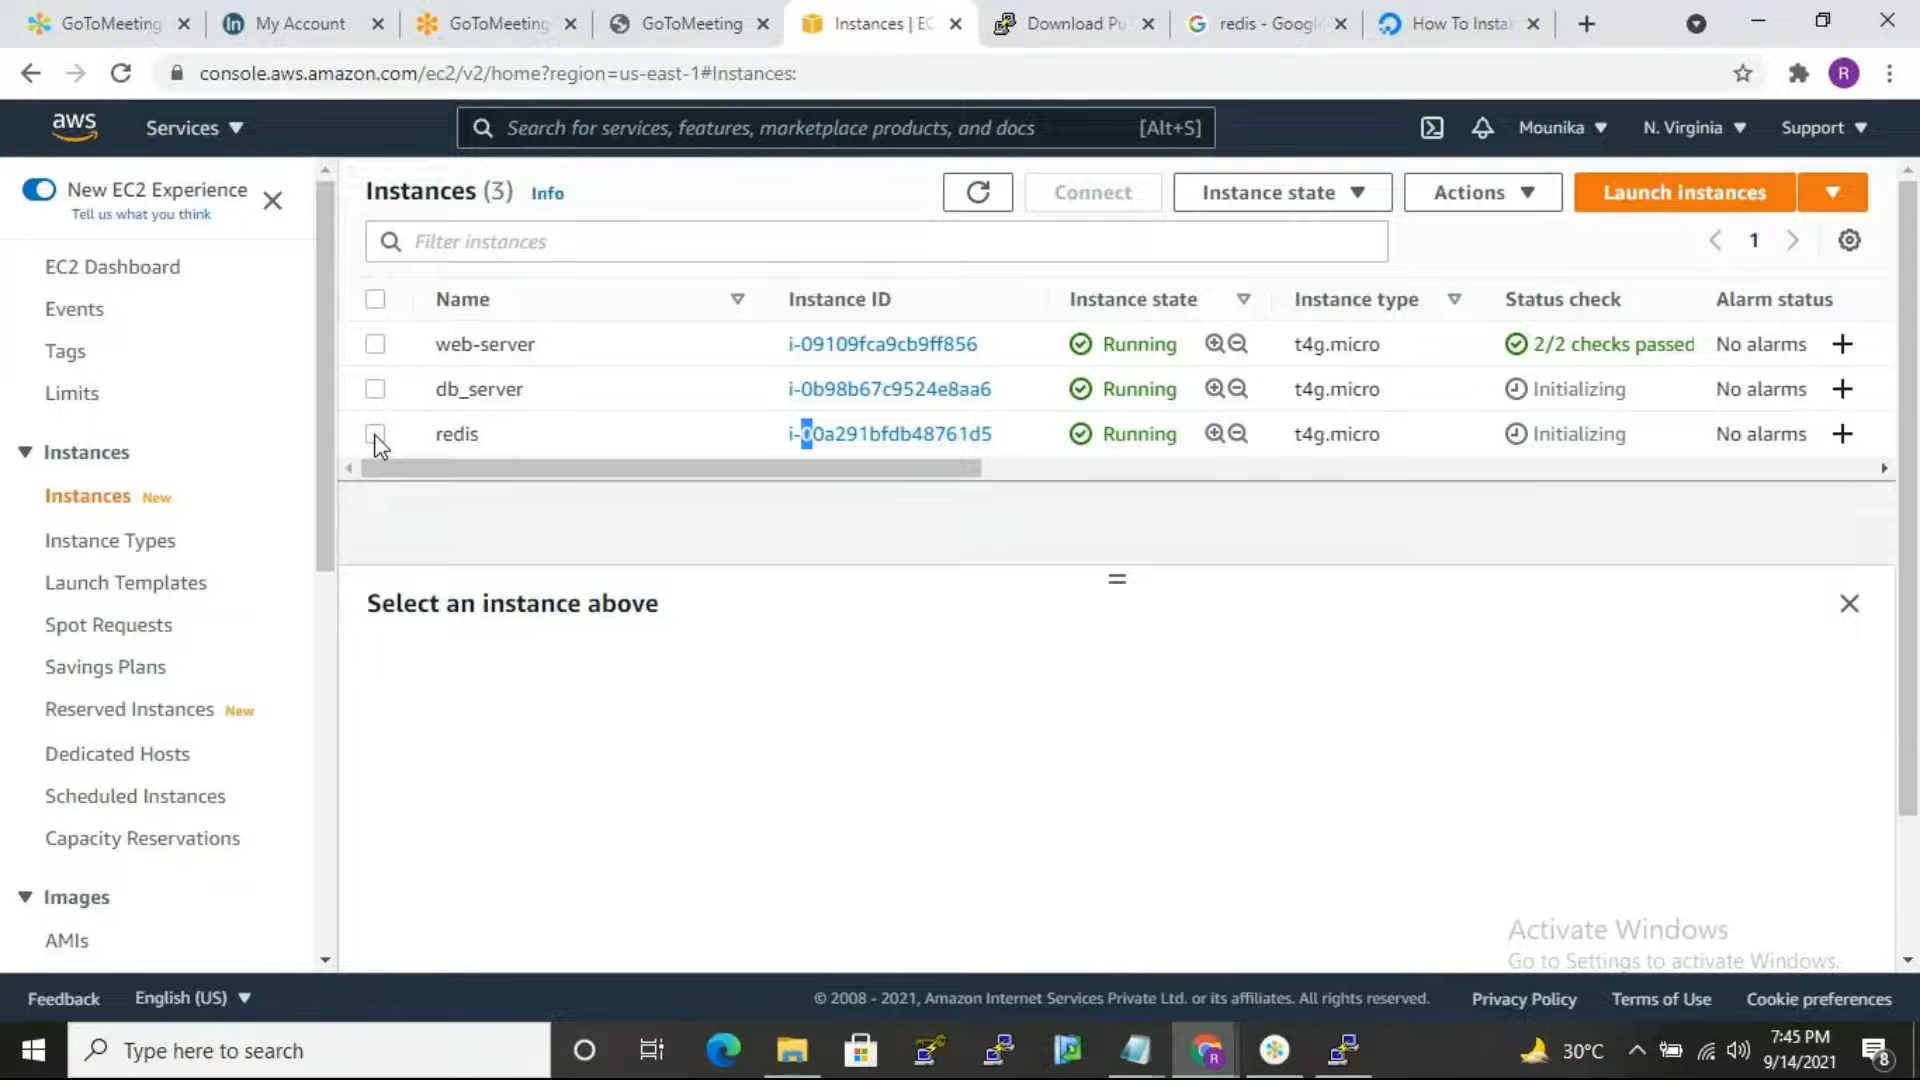 GoToMeeting
My Account
GoToMeeting
GoToMeeting
Instances | EC
Download Pu
redis - Google
How To Instal
console.aws.amazon.com/ec2/v2/home?region=us-east-1#Instances:
R
aws
Services
Search for services, features, marketplace products, and docs
[Alt+S]
Mounika
N. Virginia
Support
New EC2 Experience
Tell us what you think
EC2 Dashboard
Events
Tags
Limits
Instances
Instances New
Instance Types
Launch Templates
Spot Requests
Savings Plans
Reserved Instances New
Dedicated Hosts
Scheduled Instances
Capacity Reservations
Images
AMIs
Instances (3) Info
Connect
Instance state
Actions
Launch instances
Filter instances
1
Name Instance ID Instance state Instance type Status check Alarm status
web-server i-09109fca9cb9ff856 Running t4g.micro 2/2 checks passed No alarms
db_server i-0b98b67c9524e8aa6 Running t4g.micro Initializing No alarms
redis i-00a291bfdb48761d5 Running t4g.micro Initializing No alarms
Select an instance above
Activate Windows
Go to Settings to activate Windows.
Feedback English (US) © 2008 - 2021, Amazon Internet Services Private Ltd. or its affiliates. All rights reserved. Privacy Policy Terms of Use Cookie preferences
Type here to search
R
30°C
7:45 PM
9/14/2021
8